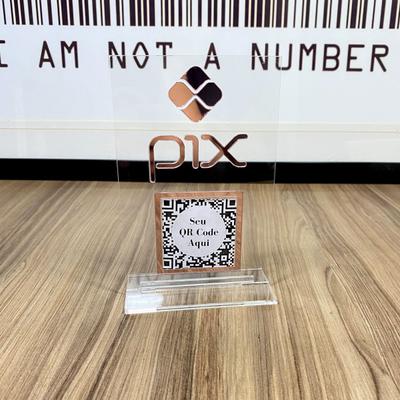 I AM NOT A NUMBER
pix
Seu
QR Code
Aqui